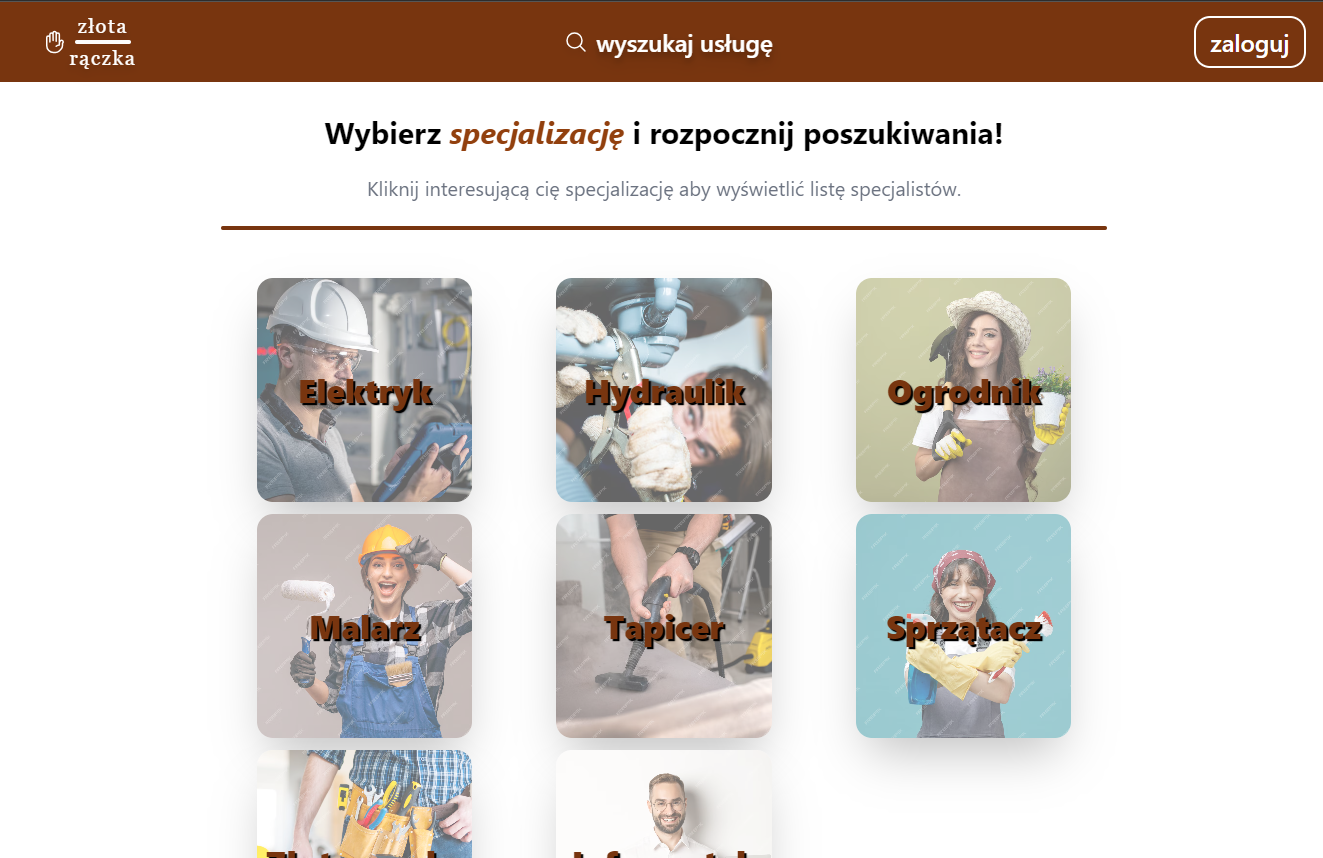 złota
rączka
wyszukaj usługę
zaloguj
Wybierz specjalizację i rozpocznij poszukiwania!
Kliknij interesującą cię specjalizację aby wyświetlić listę specjalistów.
Elektryk
Hydraulik
Ogrodnik
Malarz
Tapicer
Sprzątacz